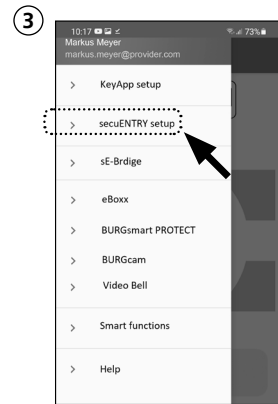 3
10:17 73%
Markus Meyer
markus.meyer@provider.com
> KeyApp setup
> secuENTRY setup
> sE-Brdige
> eBoxx
> BURGsmart PROTECT
> BURGcam
> Video Bell
> Smart functions
> Help